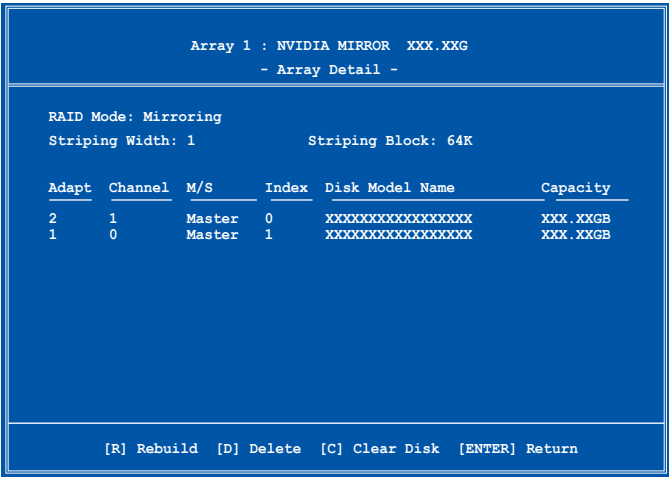 Array 1 : NVIDIA MIRROR XXX.XXG
- Array Detail -
RAID Mode: Mirroring
Striping Width: 1 Striping Block: 64K
Adapt Channel M/S Index Disk Model Name Capacity
2 1 Master 0 XXXXXXXXXXXXXXXXX XXX.XXGB
1 0 Master 1 XXXXXXXXXXXXXXXXX XXX.XXGB
[R] Rebuild [D] Delete [C] Clear Disk [ENTER] Return